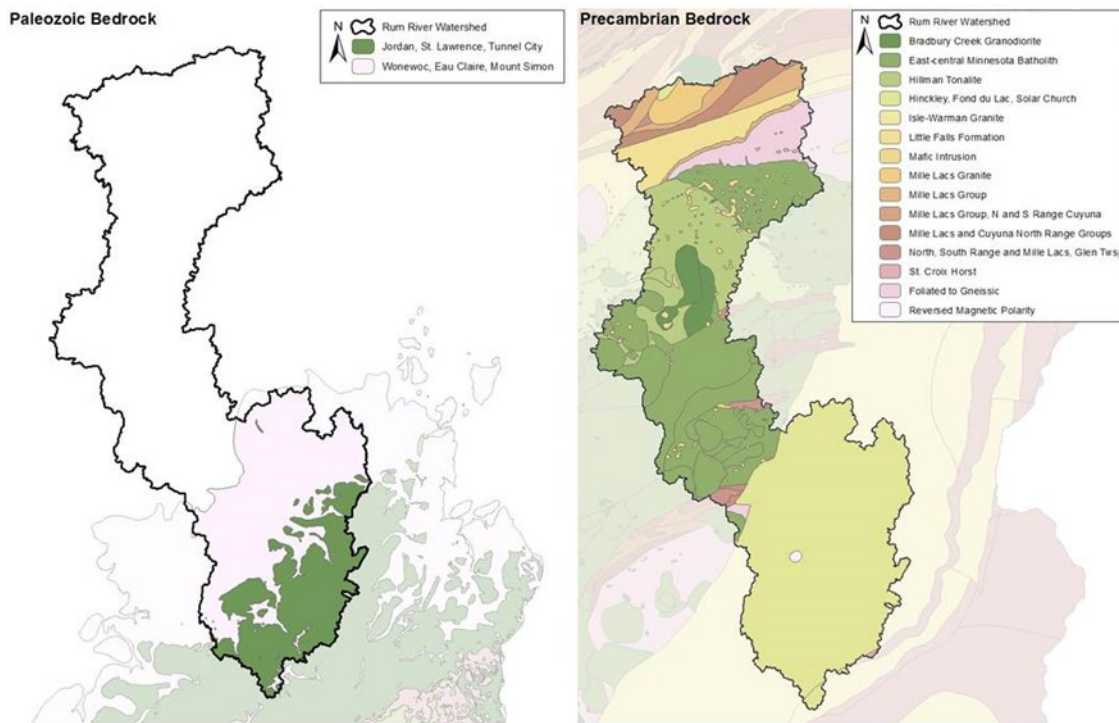 Paleozoic Bedrock
N
Rum River Watershed
Jordan, St. Lawrence, Tunnel City
Wonewoc, Eau Claire, Mount Simon
Precambrian Bedrock
N
Rum River Watershed
Bradbury Creek Granodiorite
East-central Minnesota Batholith
Hillman Tonalite
Hinckley, Fond du Lac, Solar Church
Isle-Warman Granite
Little Falls Formation
Mafic Intrusion
Mille Lacs Granite
Mille Lacs Group
Mille Lacs Group, N and S Range Cuyuna
Mille Lacs and Cuyuna North Range Groups
North, South Range and Mille Lacs, Glen Twsp
St. Croix Horst
Foliated to Gneissic
Reversed Magnetic Polarity